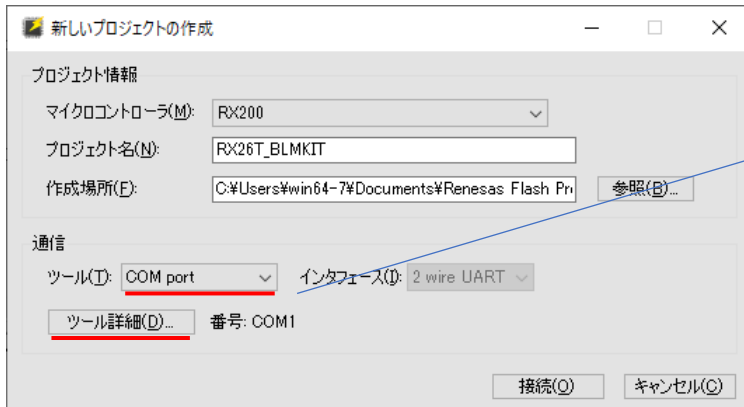 新しいプロジェクトの作成
プロジェクト情報
マイクロコントローラ(M): RX200
プロジェクト名(N): RX26T_BLMKIT
作成場所(F): C:¥Users¥win64-7¥Documents¥Renesas Flash Pr 参照(B)...
通信
ツール(T): COM port インタフェース(I): 2 wire UART
ツール詳細(D)... 番号: COM1
接続(O) キャンセル(C)